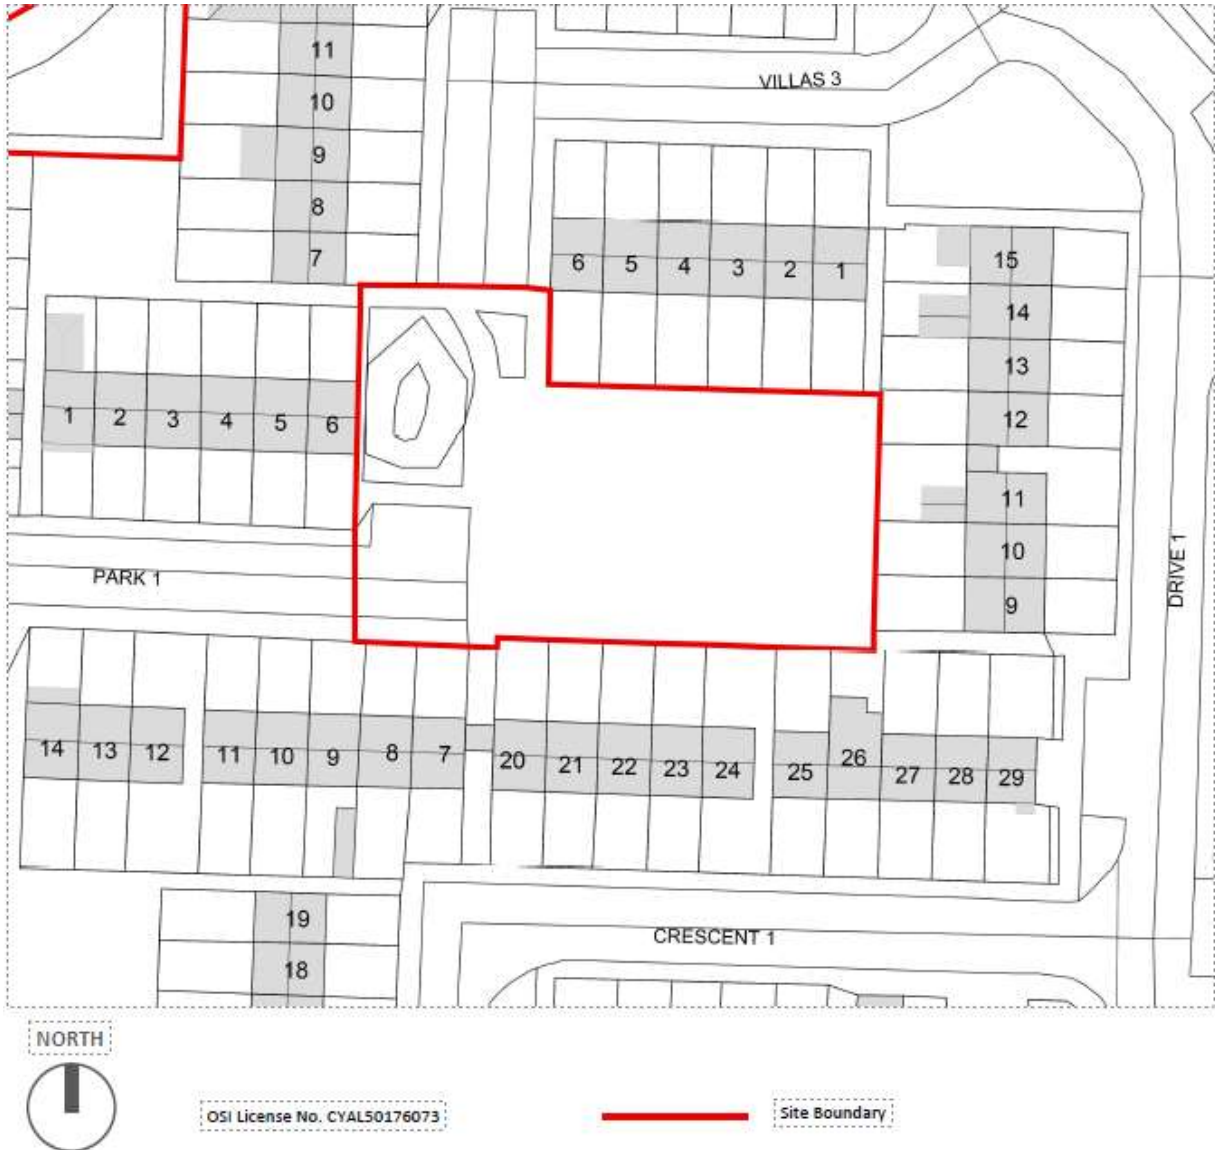 11
VILLAS 3
10
9
8
7
6 5 4 3 2 1
15
14
13
12
11
10
9
1 2 3 4 5 6
PARK 1
DRIVE 1
14 13 12 11 10 9 8 7 20 21 22 23 24 25 26 27 28 29
19
18
CRESCENT 1
NORTH
OSI License No. CYAL50176073
Site Boundary